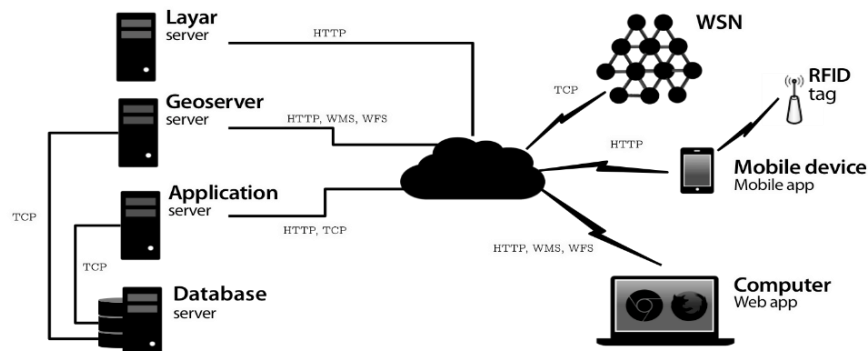 Layar
server
HTTP
WSN
RFID
tag
TCP
Geoserver
server
HTTP, WMS, WFS
HTTP
Mobile device
Mobile app
Application
server
TCP
HTTP, TCP
TCP
HTTP, WMS, WFS
Database
server
Computer
Web app